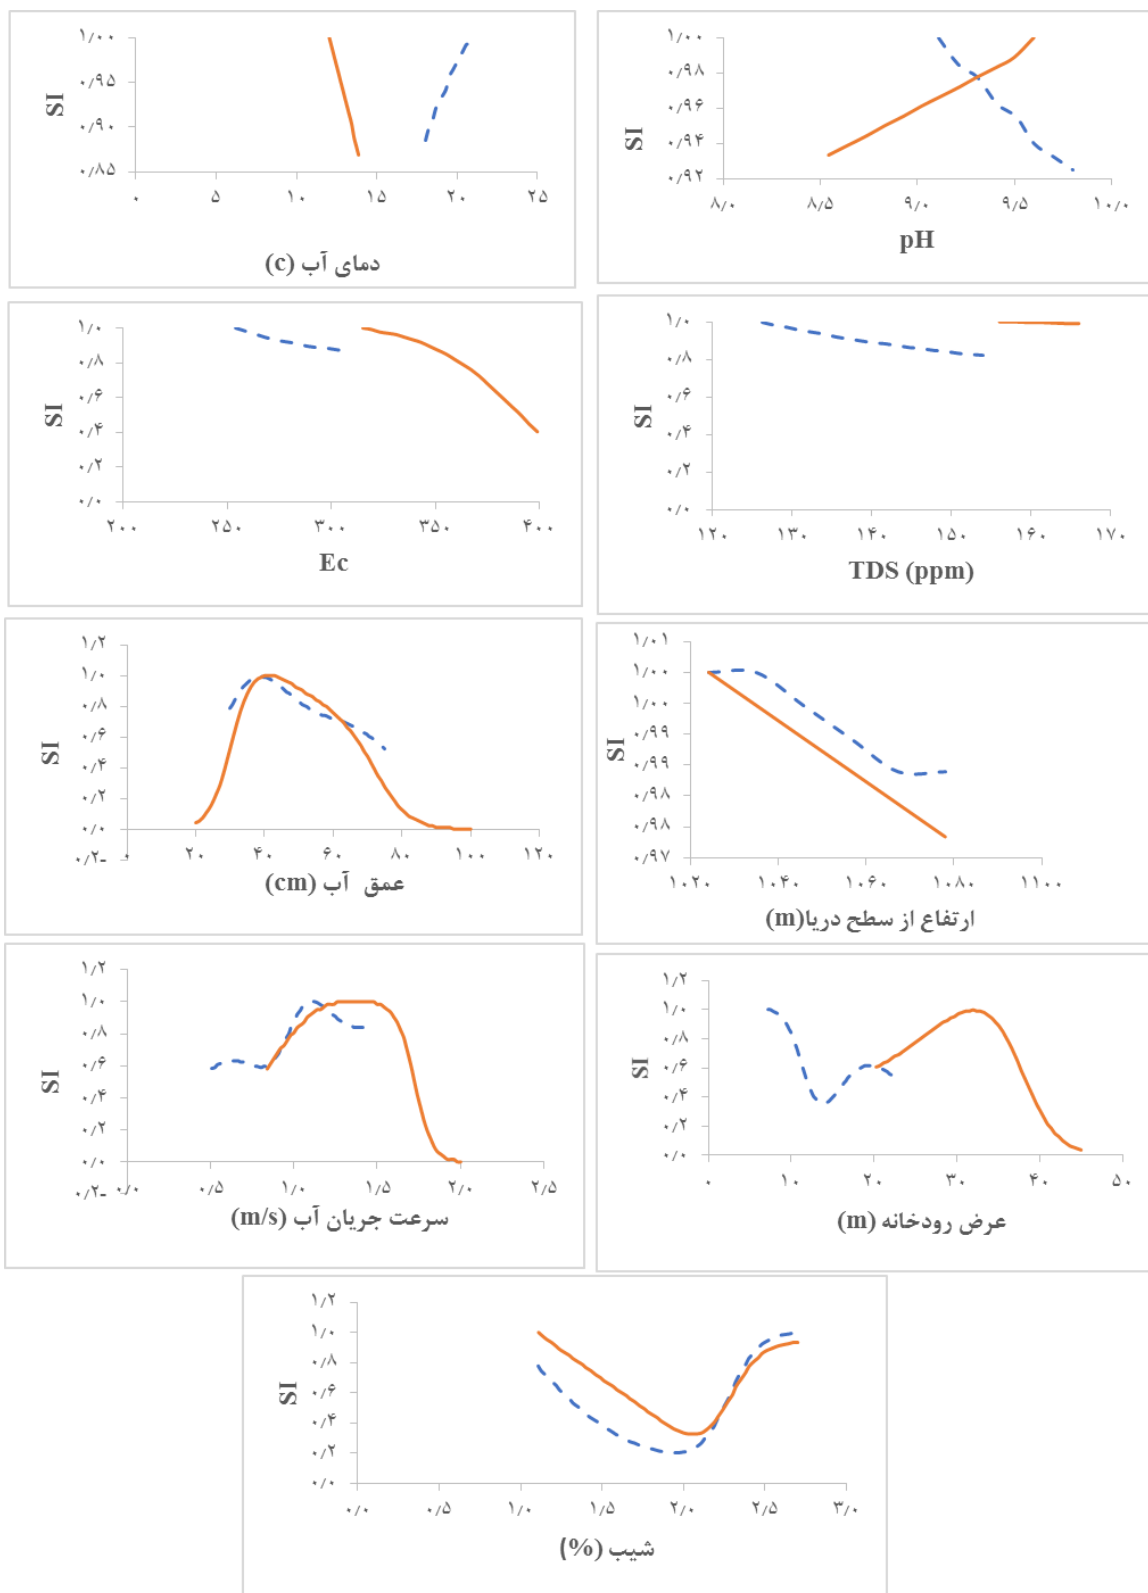 SI
۱/۰۰
۰/۹۵
۰/۹۰
۰/۸۵
۰ ۵ ۱۰ ۱۵ ۲۰ ۲۵
دمای آب (c)
SI
۱/۰۰
۰/۹۸
۰/۹۶
۰/۹۴
۰/۹۲
۸/۰ ۸/۵ ۹/۰ ۹/۵ ۱۰/۰
pH
SI
۱/۰
۰/۸
۰/۶
۰/۴
۰/۲
۰/۰
۲۰۰ ۲۵۰ ۳۰۰ ۳۵۰ ۴۰۰
Ec
SI
۱/۰
۰/۸
۰/۶
۰/۴
۰/۲
۰/۰
۱۲۰ ۱۳۰ ۱۴۰ ۱۵۰ ۱۶۰ ۱۷۰
TDS (ppm)
SI
۱/۲
۱/۰
۰/۸
۰/۶
۰/۴
۰/۲
۰/۰
۰/۲-
۰ ۲۰ ۴۰ ۶۰ ۸۰ ۱۰۰ ۱۲۰
عمق آب (cm)
SI
۱/۰۱
۱/۰۰
۱/۰۰
۰/۹۹
۰/۹۹
۰/۹۸
۰/۹۸
۰/۹۷
۱۰۲۰ ۱۰۴۰ ۱۰۶۰ ۱۰۸۰ ۱۱۰۰
ارتفاع از سطح دریا(m)
SI
۱/۲
۱/۰
۰/۸
۰/۶
۰/۴
۰/۲
۰/۰
۰/۲-
۰/۰ ۰/۵ ۱/۰ ۱/۵ ۲/۰ ۲/۵
سرعت جریان آب (m/s)
SI
۱/۲
۱/۰
۰/۸
۰/۶
۰/۴
۰/۲
۰/۰
۰ ۱۰ ۲۰ ۳۰ ۴۰ ۵۰
عرض رودخانه (m)
SI
۱/۲
۱/۰
۰/۸
۰/۶
۰/۴
۰/۲
۰/۰
۰/۰ ۰/۵ ۱/۰ ۱/۵ ۲/۰ ۲/۵ ۳/۰
شیب (%)